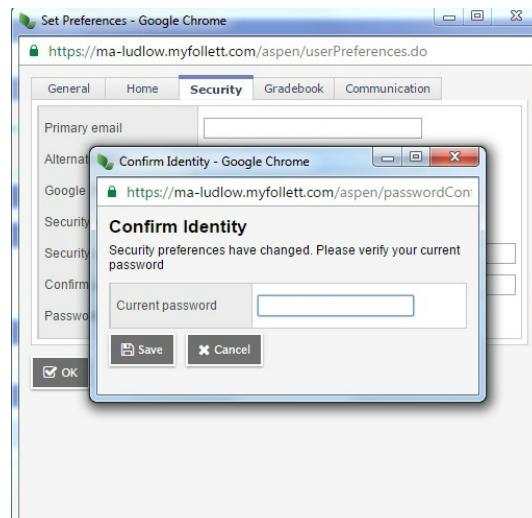 Set Preferences - Google Chrome
https://ma-ludlow.myfollett.com/aspen/userPreferences.do
General Home Security Gradebook Communication
Primary email
Alternat
Google
Security
Security
Confirm
Passwo
OK
Confirm Identity - Google Chrome
https://ma-ludlow.myfollett.com/aspen/passwordCon
Confirm Identity
Security preferences have changed. Please verify your current
password
Current password
Save Cancel